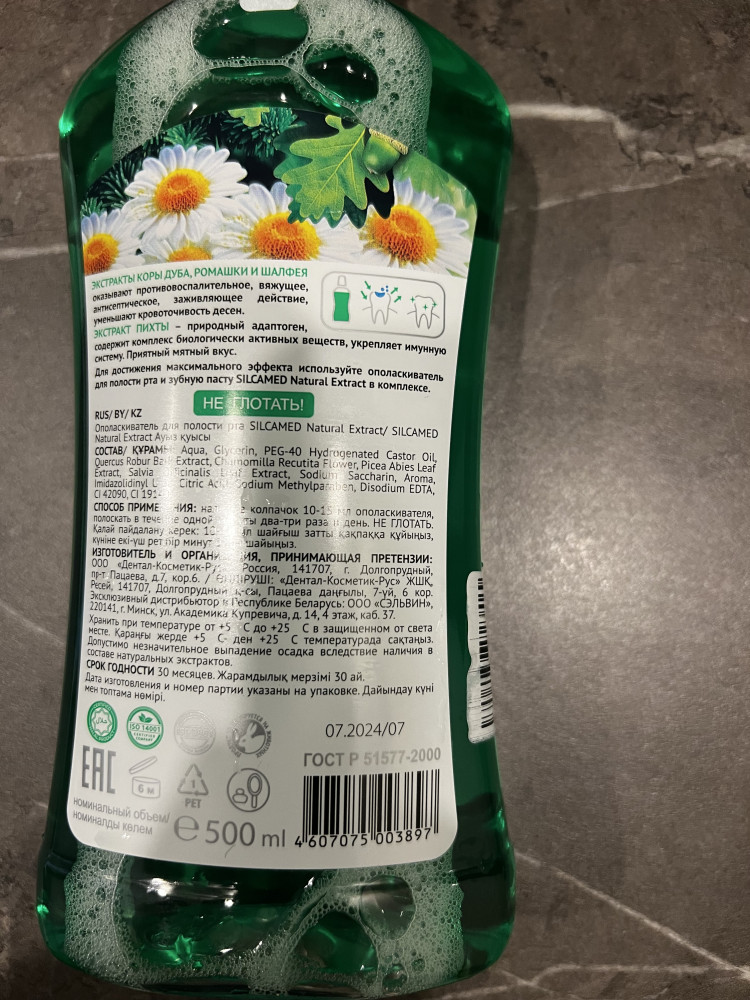 ЭКСТРАКТЫ КОРЫ ДУБА, РОМАШКИ И ШАЛФЕЯ
оказывают противовоспалительное, вяжущее,
антисептическое, заживляющее действие,
уменьшают кровоточивость десен.
ЭКСТРАКТ ПИХТЫ – природный адаптоген,
содержит комплекс биологически активных веществ, укрепляет имунную
систему. Приятный мятный вкус.
Для достижения максимального эффекта используйте ополаскиватель
для полости рта и зубную пасту SILCAMED Natural Extract в комплексе.
НЕ ГЛОТАТЬ!
RUS/ BY/ KZ
Ополаскиватель для полости рта SILCAMED Natural Extract/ SILCAMED
Natural Extract Ауыз қуысы
СОСТАВ/ ҚҰРАМЫ: Aqua, Glycerin, PEG-40 Hydrogenated Castor Oil,
Quercus Robur Bark Extract, Chamomilla Recutita Flower, Picea Abies Leaf
Extract, Salvia Officinalis Leaf Extract, Sodium Saccharin, Aroma,
Imidazolidinyl Citric Acid, Sodium Methylparaben, Disodium EDTA,
CI 42090, CI
СПОСОБ ПРИМЕНЕНИЯ: колпачок 10-15 мл ополаскивателя,
полоскать в течение одной два-три раза в день. НЕ ГЛОТАТЬ.
Қалай пайдалану керек: шайғыш затты қақпаққа құйыңыз,
күніне екі-үш рет бір минут шайыңыз.
ИЗГОТОВИТЕЛЬ И ОРГАНИЗАЦИЯ, ПРИНИМАЮЩАЯ ПРЕТЕНЗИИ:
ООО «Дентал-Косметик-Рус» Россия, 141707, г. Долгопрудный,
пр-т Пацаева, д.7, кор.6. / ӨНДІРУШІ: «Дентал-Косметик-Рус» ЖШҚ,
Ресей, 141707, Долгопрудный қ-сы, Пацаева даңғылы, 7-уй, 6 кор.
Эксклюзивный дистрибьютор в Республике Беларусь: ООО «СЭЛЬВИН»,
220141, г. Минск, ул. Академика Купревича, д. 14, 4 этаж, каб. 37.
Хранить при температуре от +5 °С до +25 °С в защищенном от света
месте. Қараңғы жерде +5 С- ден +25 С температурада сақтаңыз.
Допустимо незначительное выпадение осадка вследствие наличия в
составе натуральных экстрактов.
СРОК ГОДНОСТИ 30 месяцев. Жарамдылық мерзімі 30 ай.
Дата изготовления и номер партии указаны на упаковке. Дайындау күні
мен топтама нөмірі.
ISO 14001
07.2024/07
ГОСТ Р 51577-2000
EAC
6 м
1
PET
номинальный объем/
номиналды көлем
e 500 ml
4 607075 003897